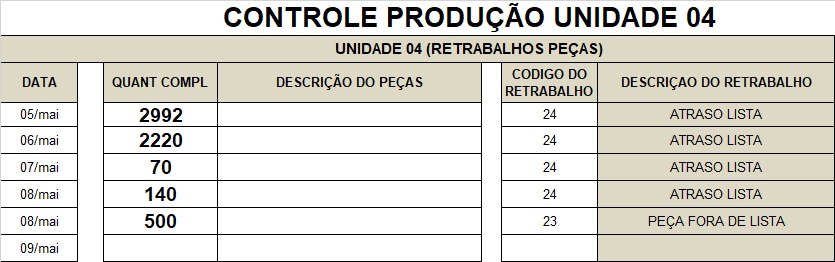 CONTROLE PRODUÇÃO UNIDADE 04
UNIDADE 04 (RETRABALHOS PEÇAS)
DATA QUANT COMPL DESCRIÇÃO DO PEÇAS CODIGO DO RETRABALHO DESCRIÇAO DO RETRABALHO
05/mai 2992 24 ATRASO LISTA
06/mai 2220 24 ATRASO LISTA
07/mai 70 24 ATRASO LISTA
08/mai 140 24 ATRASO LISTA
08/mai 500 23 PEÇA FORA DE LISTA
09/mai